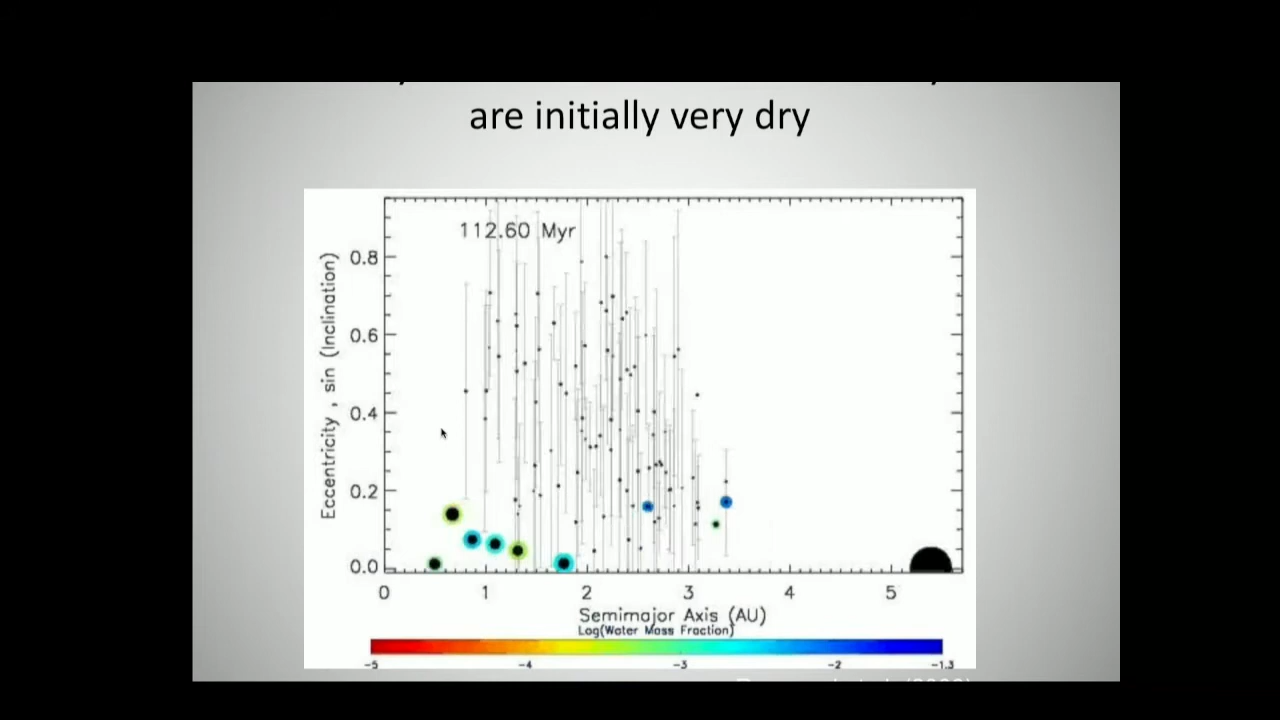 are initially very dry
112.60 Myr
0.8
0.6
0.4
0.2
0.0
Eccentricity , sin (Inclination)
0 1 2 3 4 5
Semimajor Axis (AU)
Log(Water Mass Fraction)
-5 -4 -3 -2 -1.3